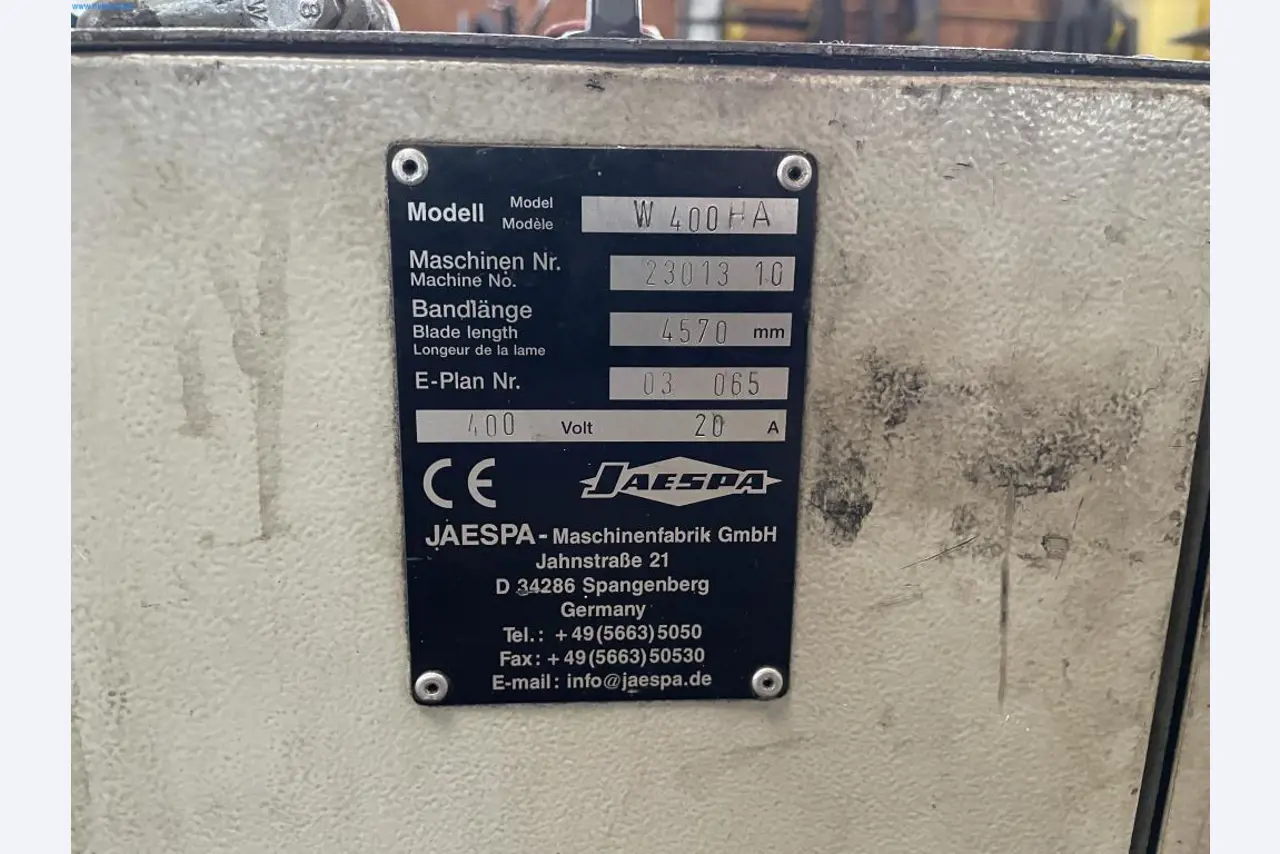 Modell Model Modèle W 400 HA
Maschinen Nr. 23013 10
Machine No.
Bandlänge
Blade length 4570 mm
Longeur de la lame
E-Plan Nr. 03 065
400 Volt 20 A
CE JAESPA
JAESPA - Maschinenfabrik GmbH
Jahnstraße 21
D 34286 Spangenberg
Germany
Tel.: +49(5663)5050
Fax: +49(5663)50530
E-mail: info@jaespa.de